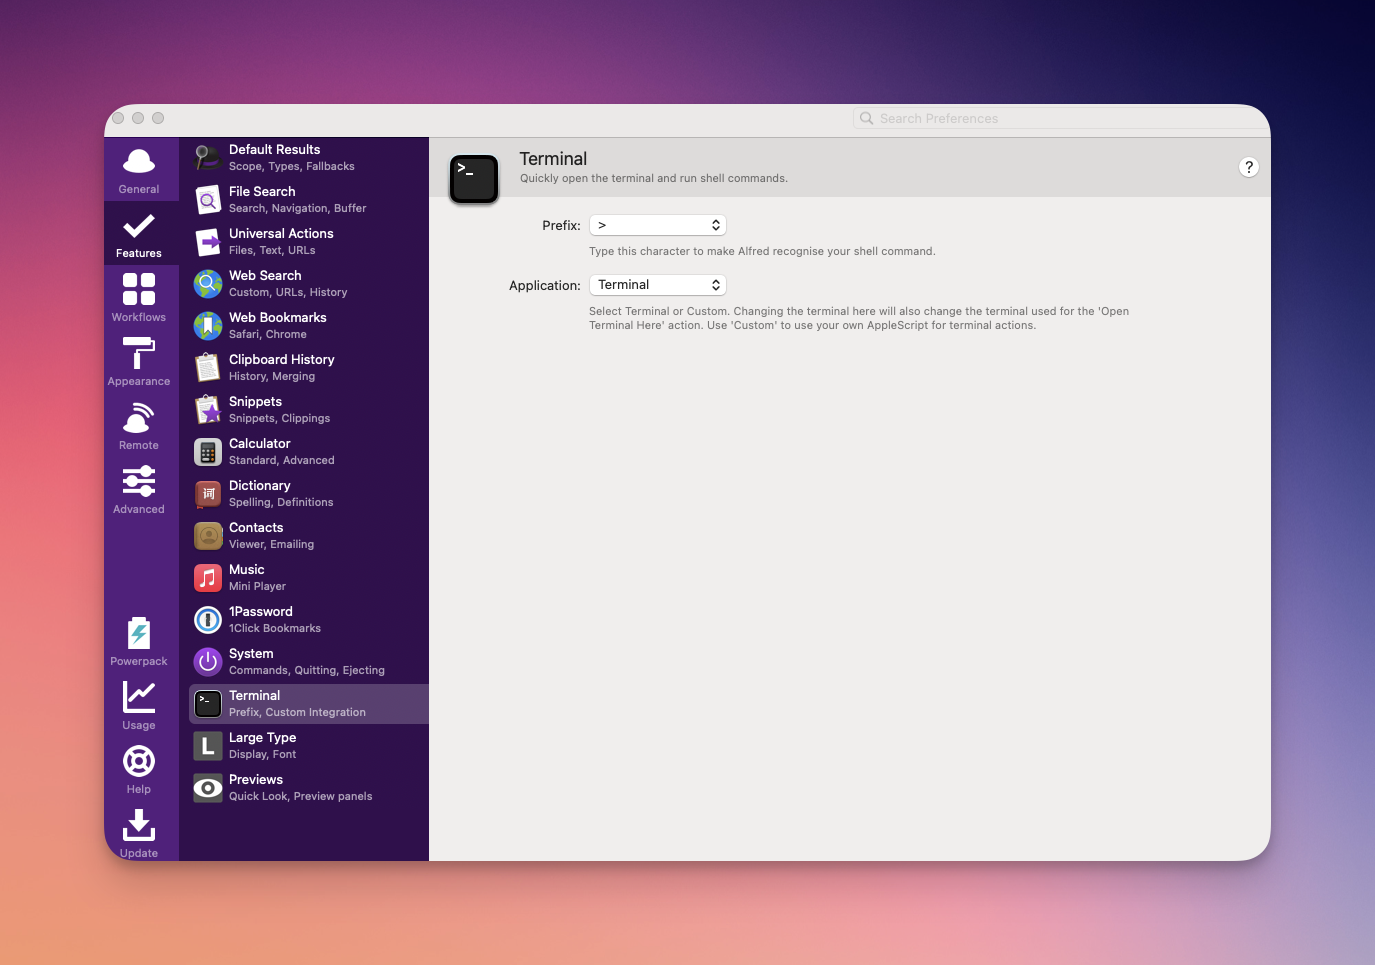 Search Preferences
General
Features
Workflows
Appearance
Remote
Advanced
Powerpack
Usage
Help
Update
Default Results
Scope, Types, Fallbacks
File Search
Search, Navigation, Buffer
Universal Actions
Files, Text, URLs
Web Search
Custom, URLs, History
Web Bookmarks
Safari, Chrome
Clipboard History
History, Merging
Snippets
Snippets, Clippings
Calculator
Standard, Advanced
词
Dictionary
Spelling, Definitions
Contacts
Viewer, Emailing
Music
Mini Player
1Password
1Click Bookmarks
System
Commands, Quitting, Ejecting
>_
Terminal
Prefix, Custom Integration
L
Large Type
Display, Font
Previews
Quick Look, Preview panels
>_
Terminal
Quickly open the terminal and run shell commands.
?
Prefix: >
Type this character to make Alfred recognise your shell command.
Application: Terminal
Select Terminal or Custom. Changing the terminal here will also change the terminal used for the 'Open
Terminal Here' action. Use 'Custom' to use your own AppleScript for terminal actions.